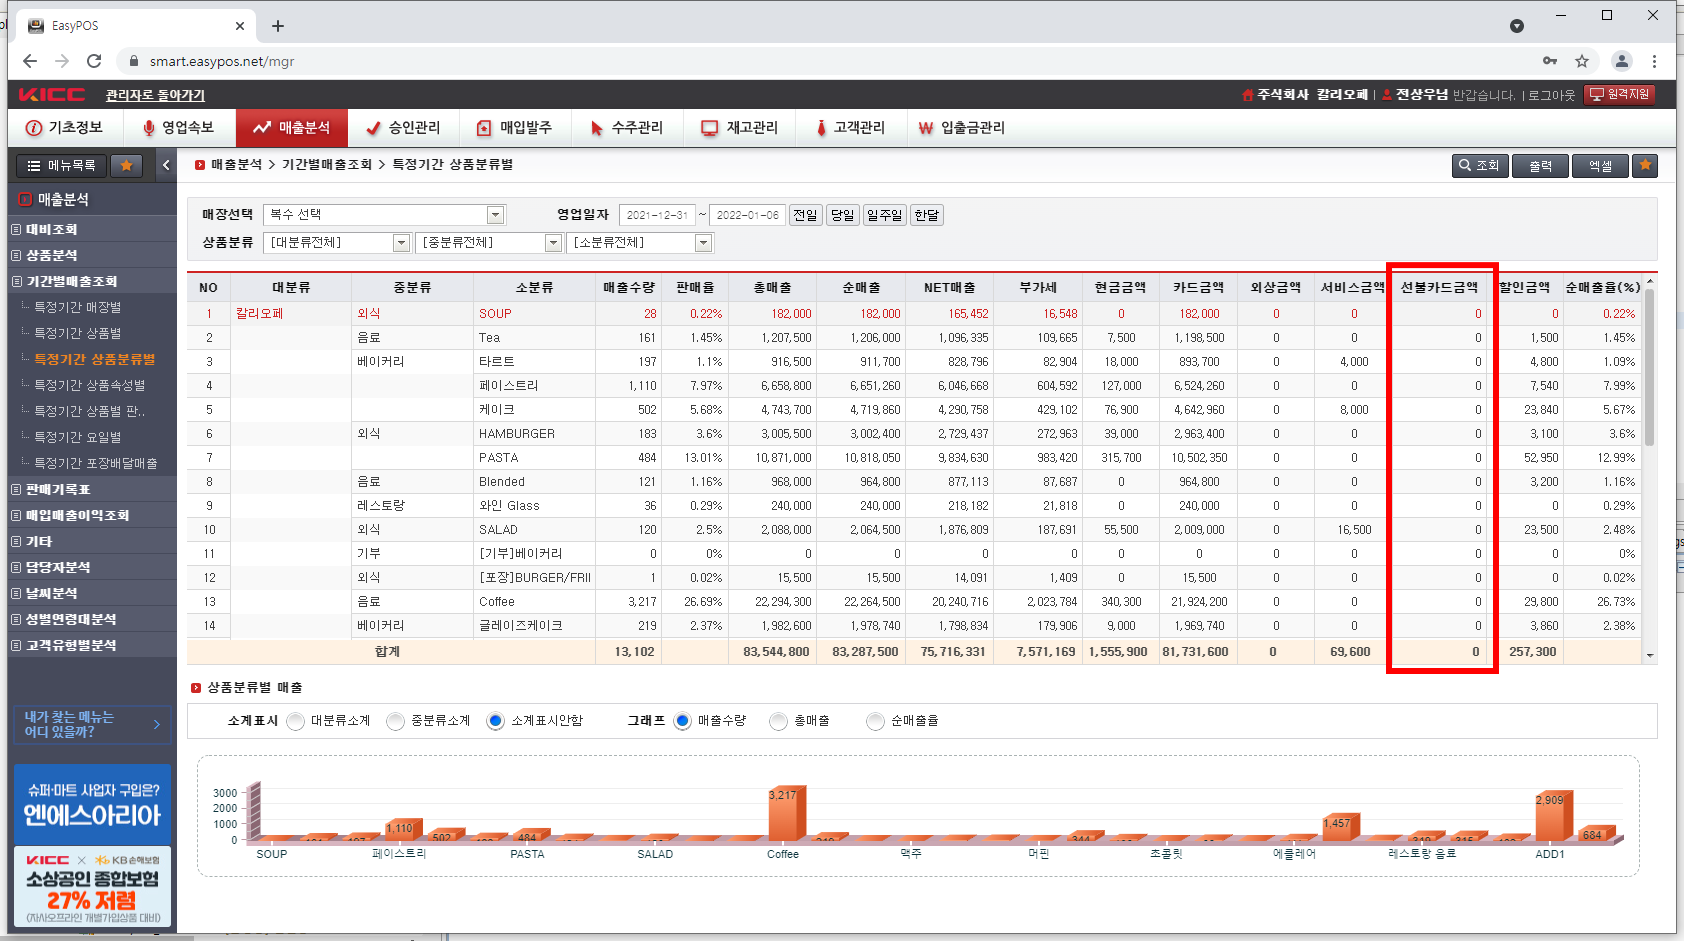 EasyPOS
smart.easypos.net/mgr
KICC 관리자로 돌아가기 주식회사 칼리오페 | 전상우님 반갑습니다. | 로그아웃 원격지원
기초정보 영업속보 매출분석 승인관리 매입발주 수주관리 재고관리 고객관리 입출금관리
메뉴목록
매출분석 > 기간별매출조회 > 특정기간 상품분류별
조회 출력 엑셀
매출분석
대비조회
상품분석
기간별매출조회
특정기간 매장별
특정기간 상품별
특정기간 상품분류별
특정기간 상품속성별
특정기간 상품별 판..
특정기간 요일별
특정기간 포장배달매출
판매기록표
매입매출이익조회
기타
담당자분석
날씨분석
성별연령대분석
고객유형별분석
내가 찾는 메뉴는
어디 있을까?
슈퍼·마트 사업자 구입은?
엔에스아리아
KICC × KB손해보험
소상공인 종합보험
27% 저렴
(자사오프라인 개별가입상품 대비)
매장선택 복수 선택 영업일자 2021-12-31 ~ 2022-01-06 전일 당일 일주일 한달
상품분류 [대분류전체] [중분류전체] [소분류전체]
NO 대분류 중분류 소분류 매출수량 판매율 총매출 순매출 NET매출 부가세 현금금액 카드금액 외상금액 서비스금액 선불카드금액 할인금액 순매출율(%)
1 칼리오페 외식 SOUP 28 0.22% 182,000 182,000 165,452 16,548 0 182,000 0 0 0 0 0.22%
2 음료 Tea 161 1.45% 1,207,500 1,206,000 1,096,335 109,665 7,500 1,198,500 0 0 0 1,500 1.45%
3 베이커리 타르트 197 1.1% 916,500 911,700 828,796 82,904 18,000 893,700 0 4,000 0 4,800 1.09%
4 페이스트리 1,110 7.97% 6,658,800 6,651,260 6,046,668 604,592 127,000 6,524,260 0 0 0 7,540 7.99%
5 케이크 502 5.68% 4,743,700 4,719,860 4,290,758 429,102 76,900 4,642,960 0 8,000 0 23,840 5.67%
6 외식 HAMBURGER 183 3.6% 3,005,500 3,002,400 2,729,437 272,963 39,000 2,963,400 0 0 0 3,100 3.6%
7 PASTA 484 13.01% 10,871,000 10,818,050 9,834,630 983,420 315,700 10,502,350 0 0 0 52,950 12.99%
8 음료 Blended 121 1.16% 968,000 964,800 877,113 87,687 0 964,800 0 0 0 3,200 1.16%
9 레스토랑 와인 Glass 36 0.29% 240,000 240,000 218,182 21,818 0 240,000 0 0 0 0 0.29%
10 외식 SALAD 120 2.5% 2,088,000 2,064,500 1,876,809 187,691 55,500 2,009,000 0 16,500 0 23,500 2.48%
11 기부 [기부]베이커리 0 0% 0 0 0 0 0 0 0 0 0 0 0%
12 외식 [포장]BURGER/FRII 1 0.02% 15,500 15,500 14,091 1,409 0 15,500 0 0 0 0 0.02%
13 음료 Coffee 3,217 26.69% 22,294,300 22,264,500 20,240,716 2,023,784 340,300 21,924,200 0 0 0 29,800 26.73%
14 베이커리 글레이즈케이크 219 2.37% 1,982,600 1,978,740 1,798,834 179,906 9,000 1,969,740 0 0 0 3,860 2.38%
합계 13,102 83,544,800 83,287,500 75,716,331 7,571,169 1,555,900 81,731,600 0 69,600 0 257,300
상품분류별 매출
소계표시 대분류소계 중분류소계 소계표시안함 그래프 매출수량 총매출 순매출율
3000
2000
1000
0
1,110 502 484 3,217 344 1,457 2,909 684
SOUP 페이스트리 PASTA SALAD Coffee 맥주 머핀 초콜릿 에클레어 레스토랑 음료 ADD1